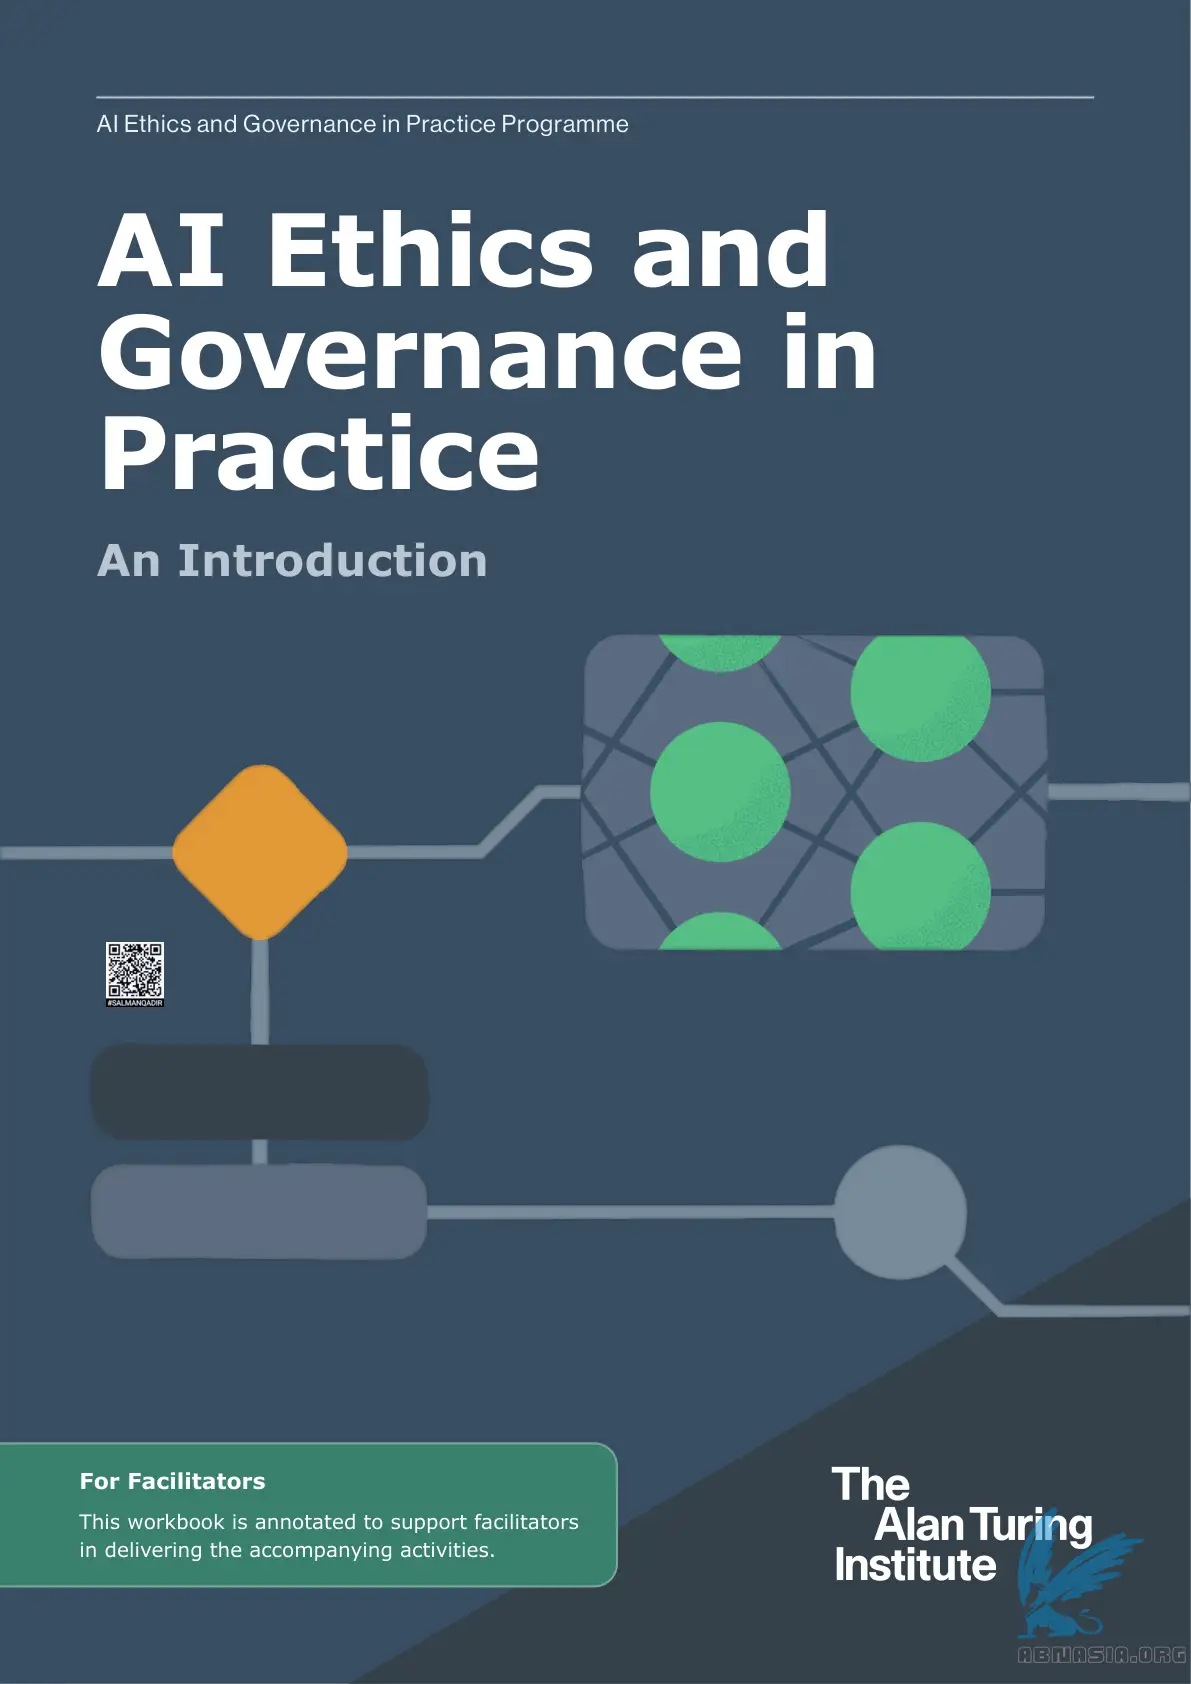 AI Ethics and Governance in Practice Programme
AI Ethics and
Governance in
Practice
An Introduction
#SALMANQADIR
For Facilitators
This workbook is annotated to support facilitators
in delivering the accompanying activities.
The
Alan Turing
Institute
ABNASIA.ORG